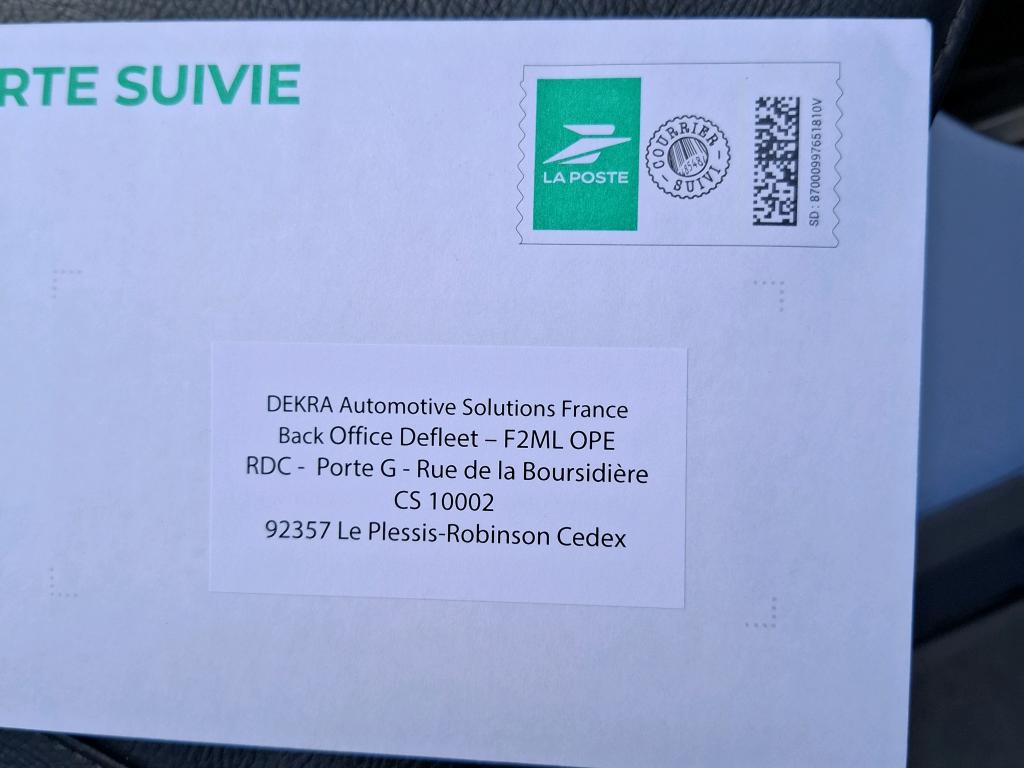 RTE SUIVIE
LA POSTE
COURRIER
SUIVI
SD : 87000997651810V
DEKRA Automotive Solutions France
Back Office Defleet – F2ML OPE
RDC - Porte G - Rue de la Boursidière
CS 10002
92357 Le Plessis-Robinson Cedex